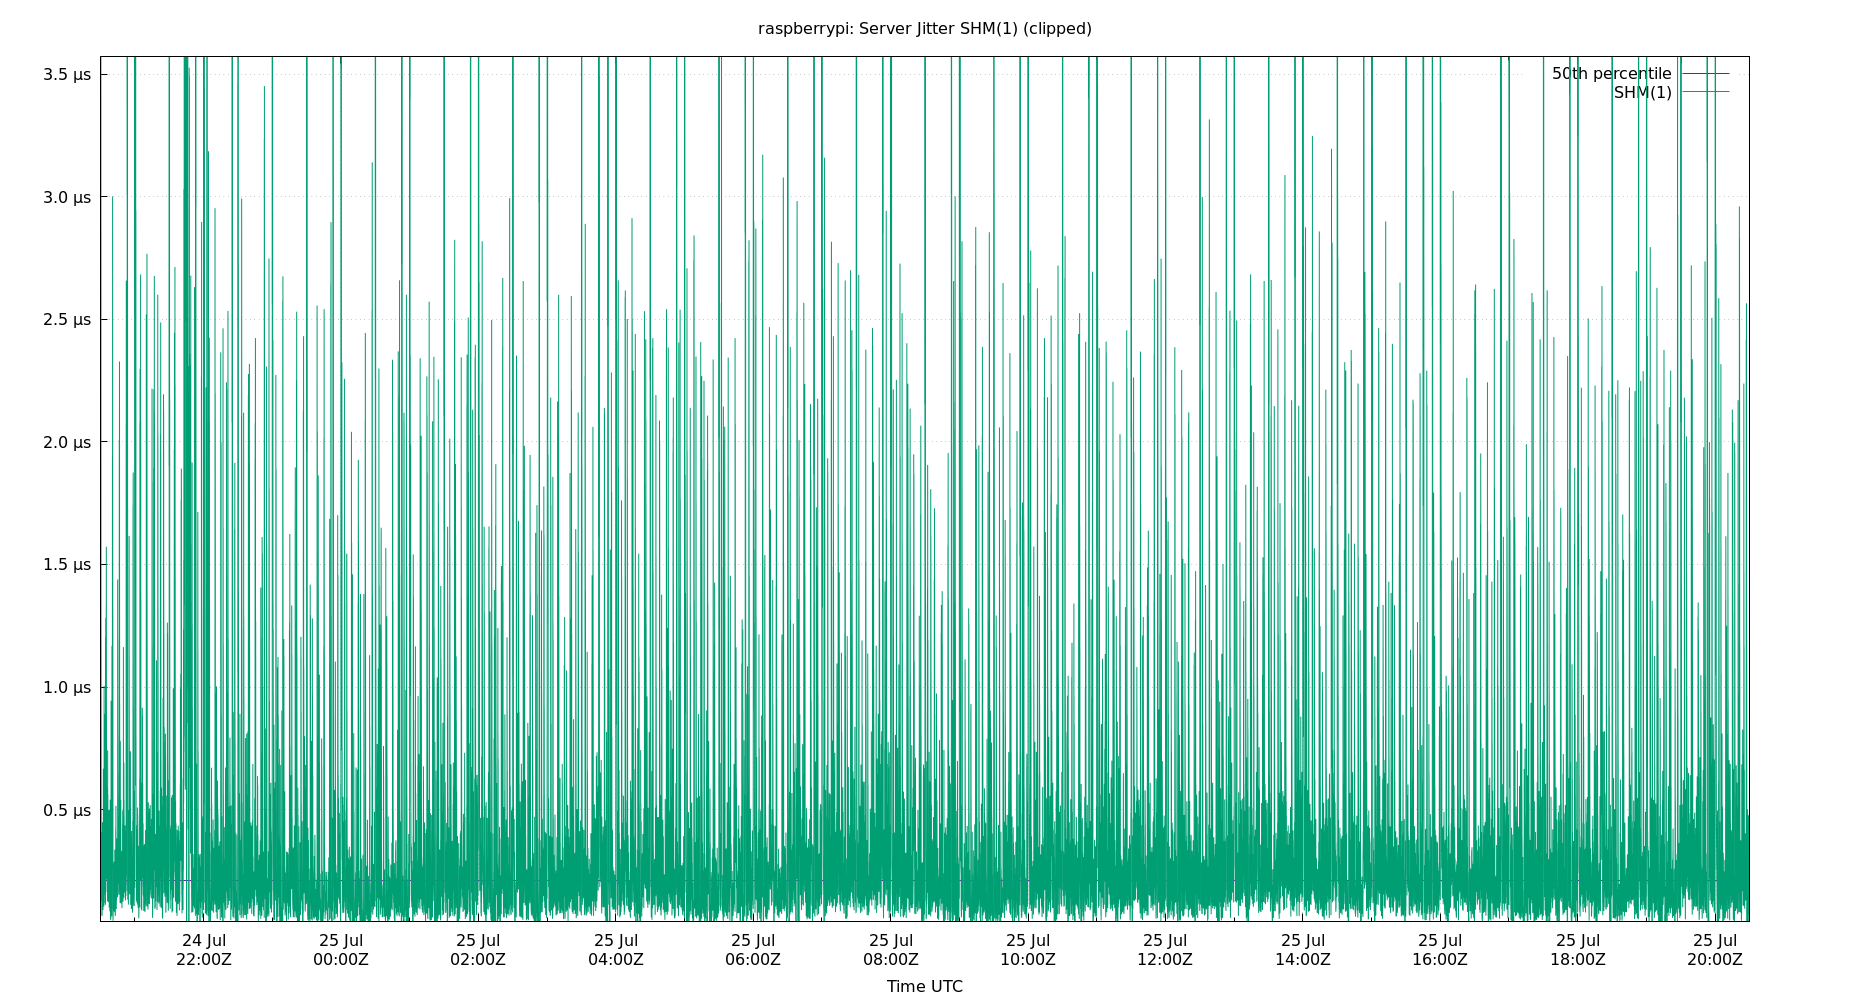 raspberrypi: Server Jitter SHM(1) (clipped)
3.5 µs
3.0 µs
2.5 µs
2.0 µs
1.5 µs
1.0 µs
0.5 µs
50th percentile
SHM(1)
24 Jul 25 Jul 25 Jul 25 Jul 25 Jul 25 Jul 25 Jul 25 Jul 25 Jul 25 Jul 25 Jul 25 Jul
22:00Z 00:00Z 02:00Z 04:00Z 06:00Z 08:00Z 10:00Z 12:00Z 14:00Z 16:00Z 18:00Z 20:00Z
Time UTC